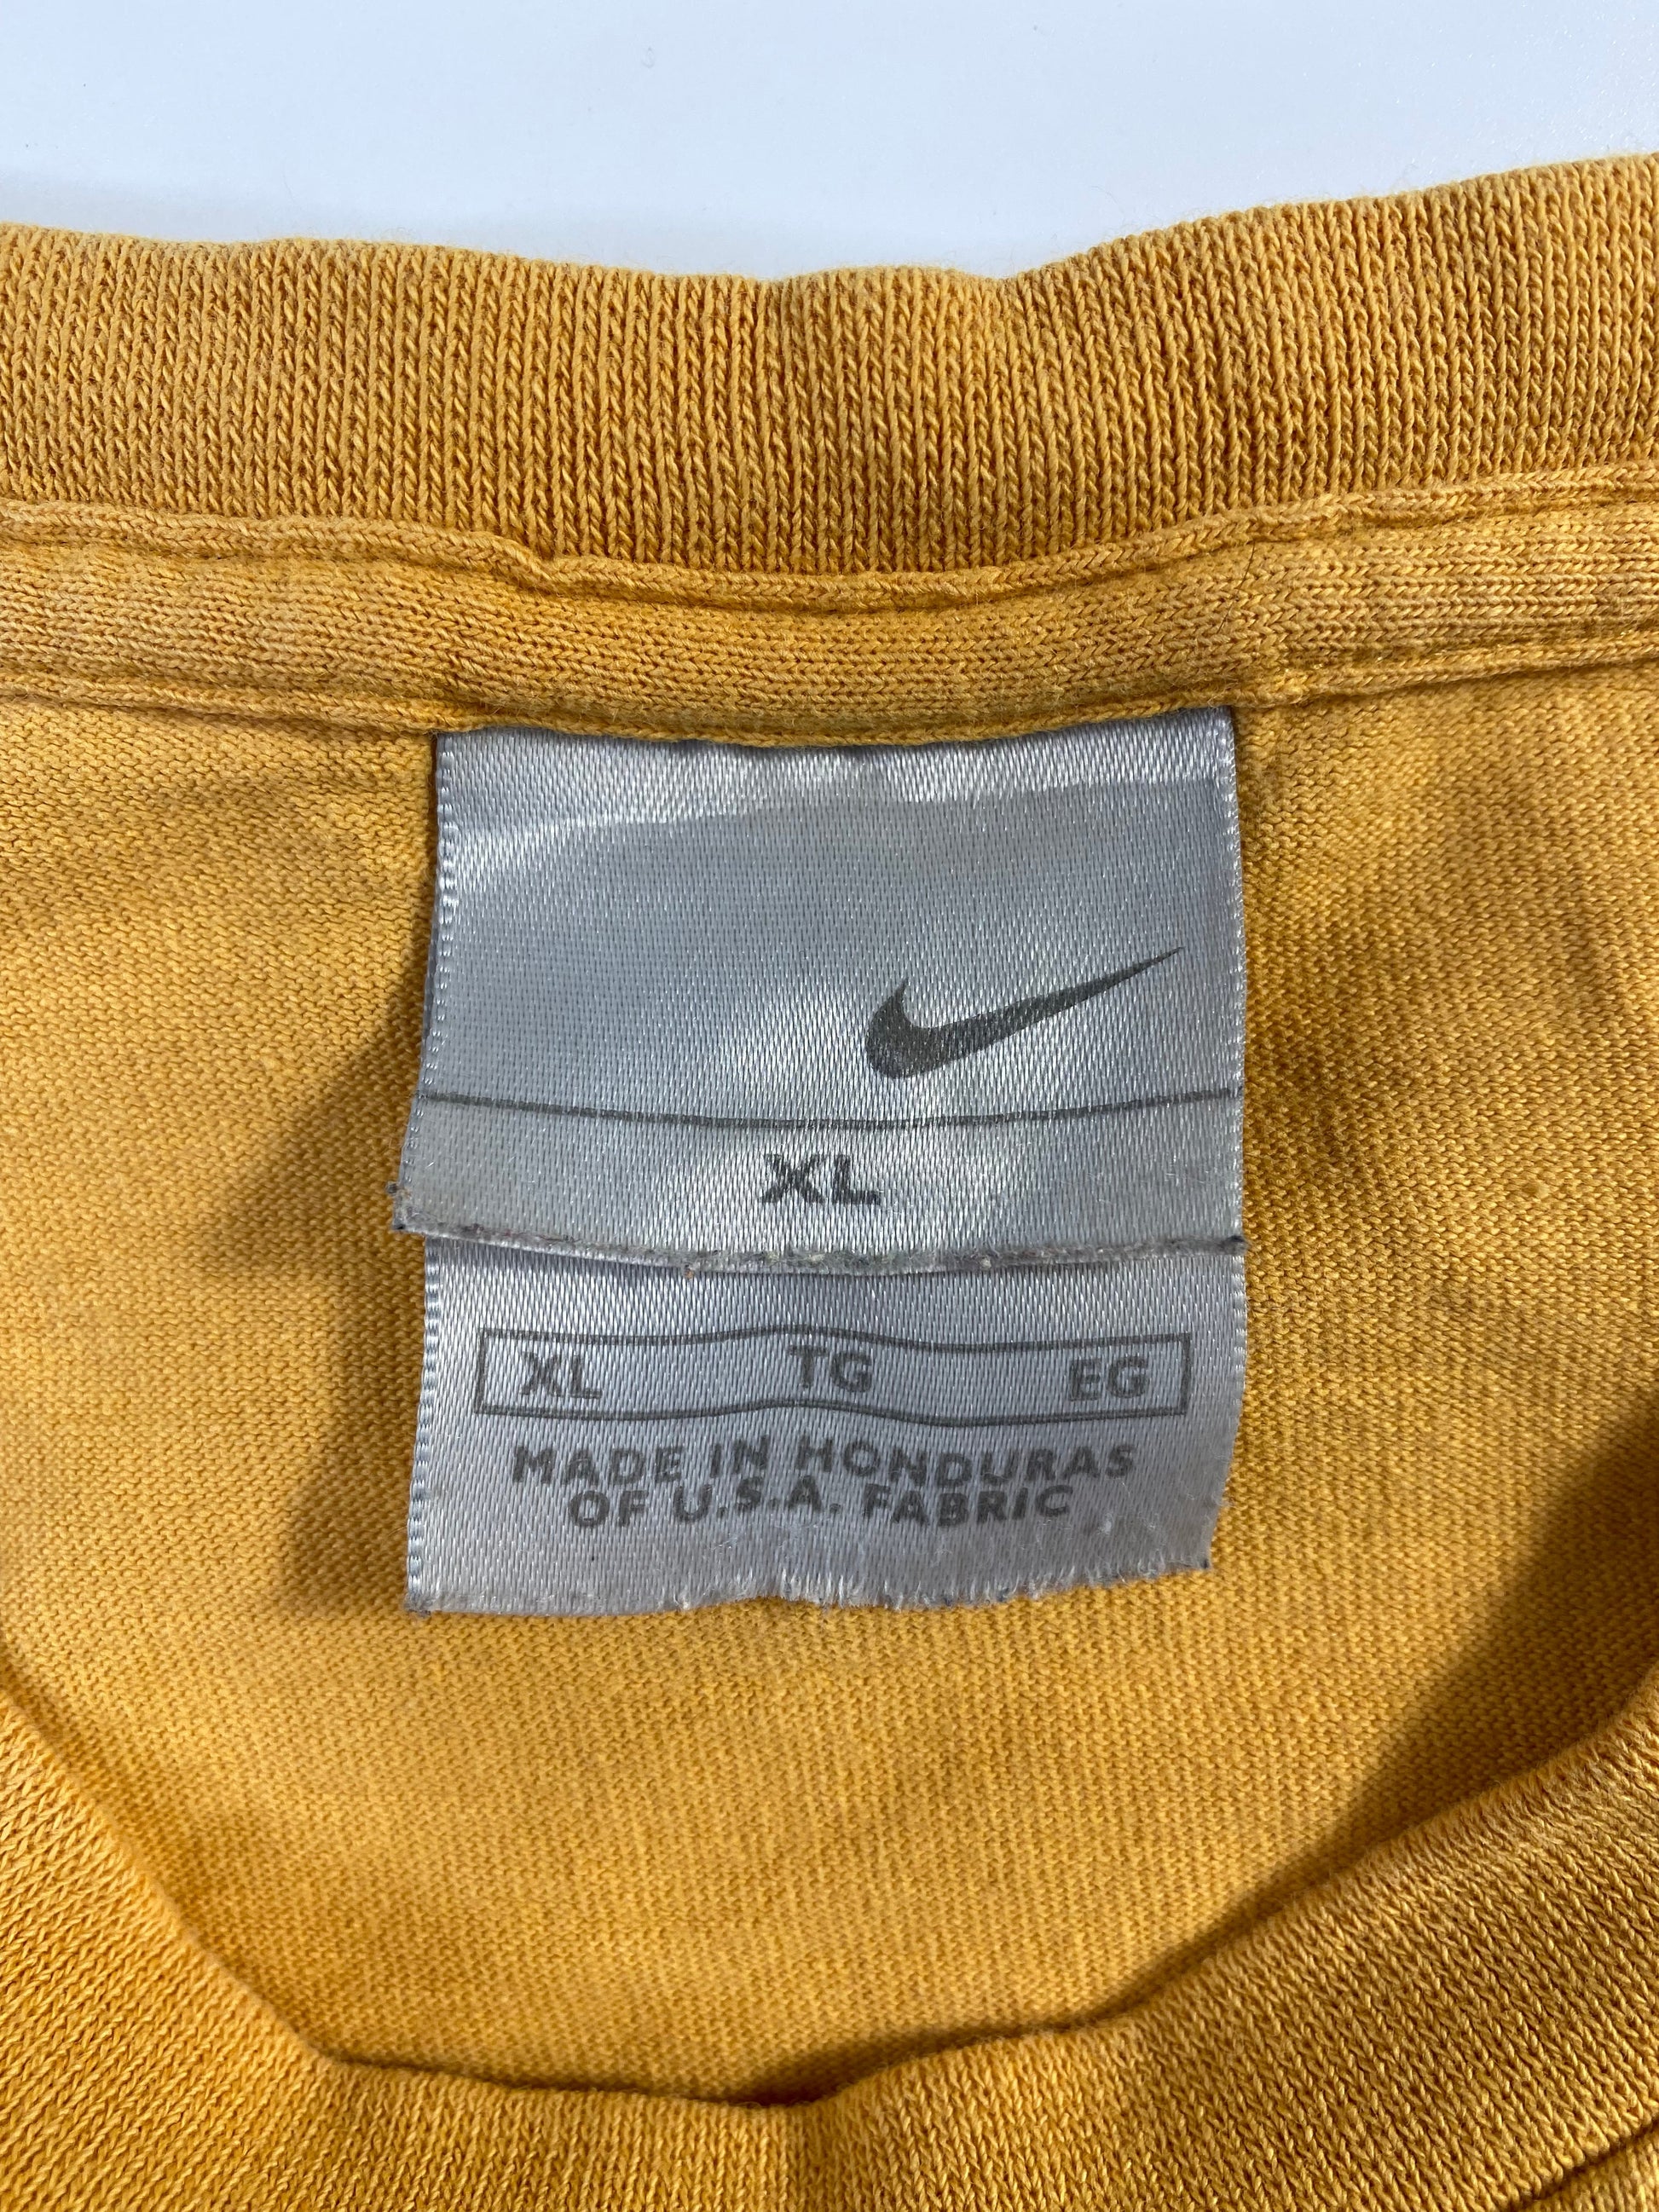 XL
XL TG EG
MADE IN HONDURAS
OF U.S.A. FABRIC